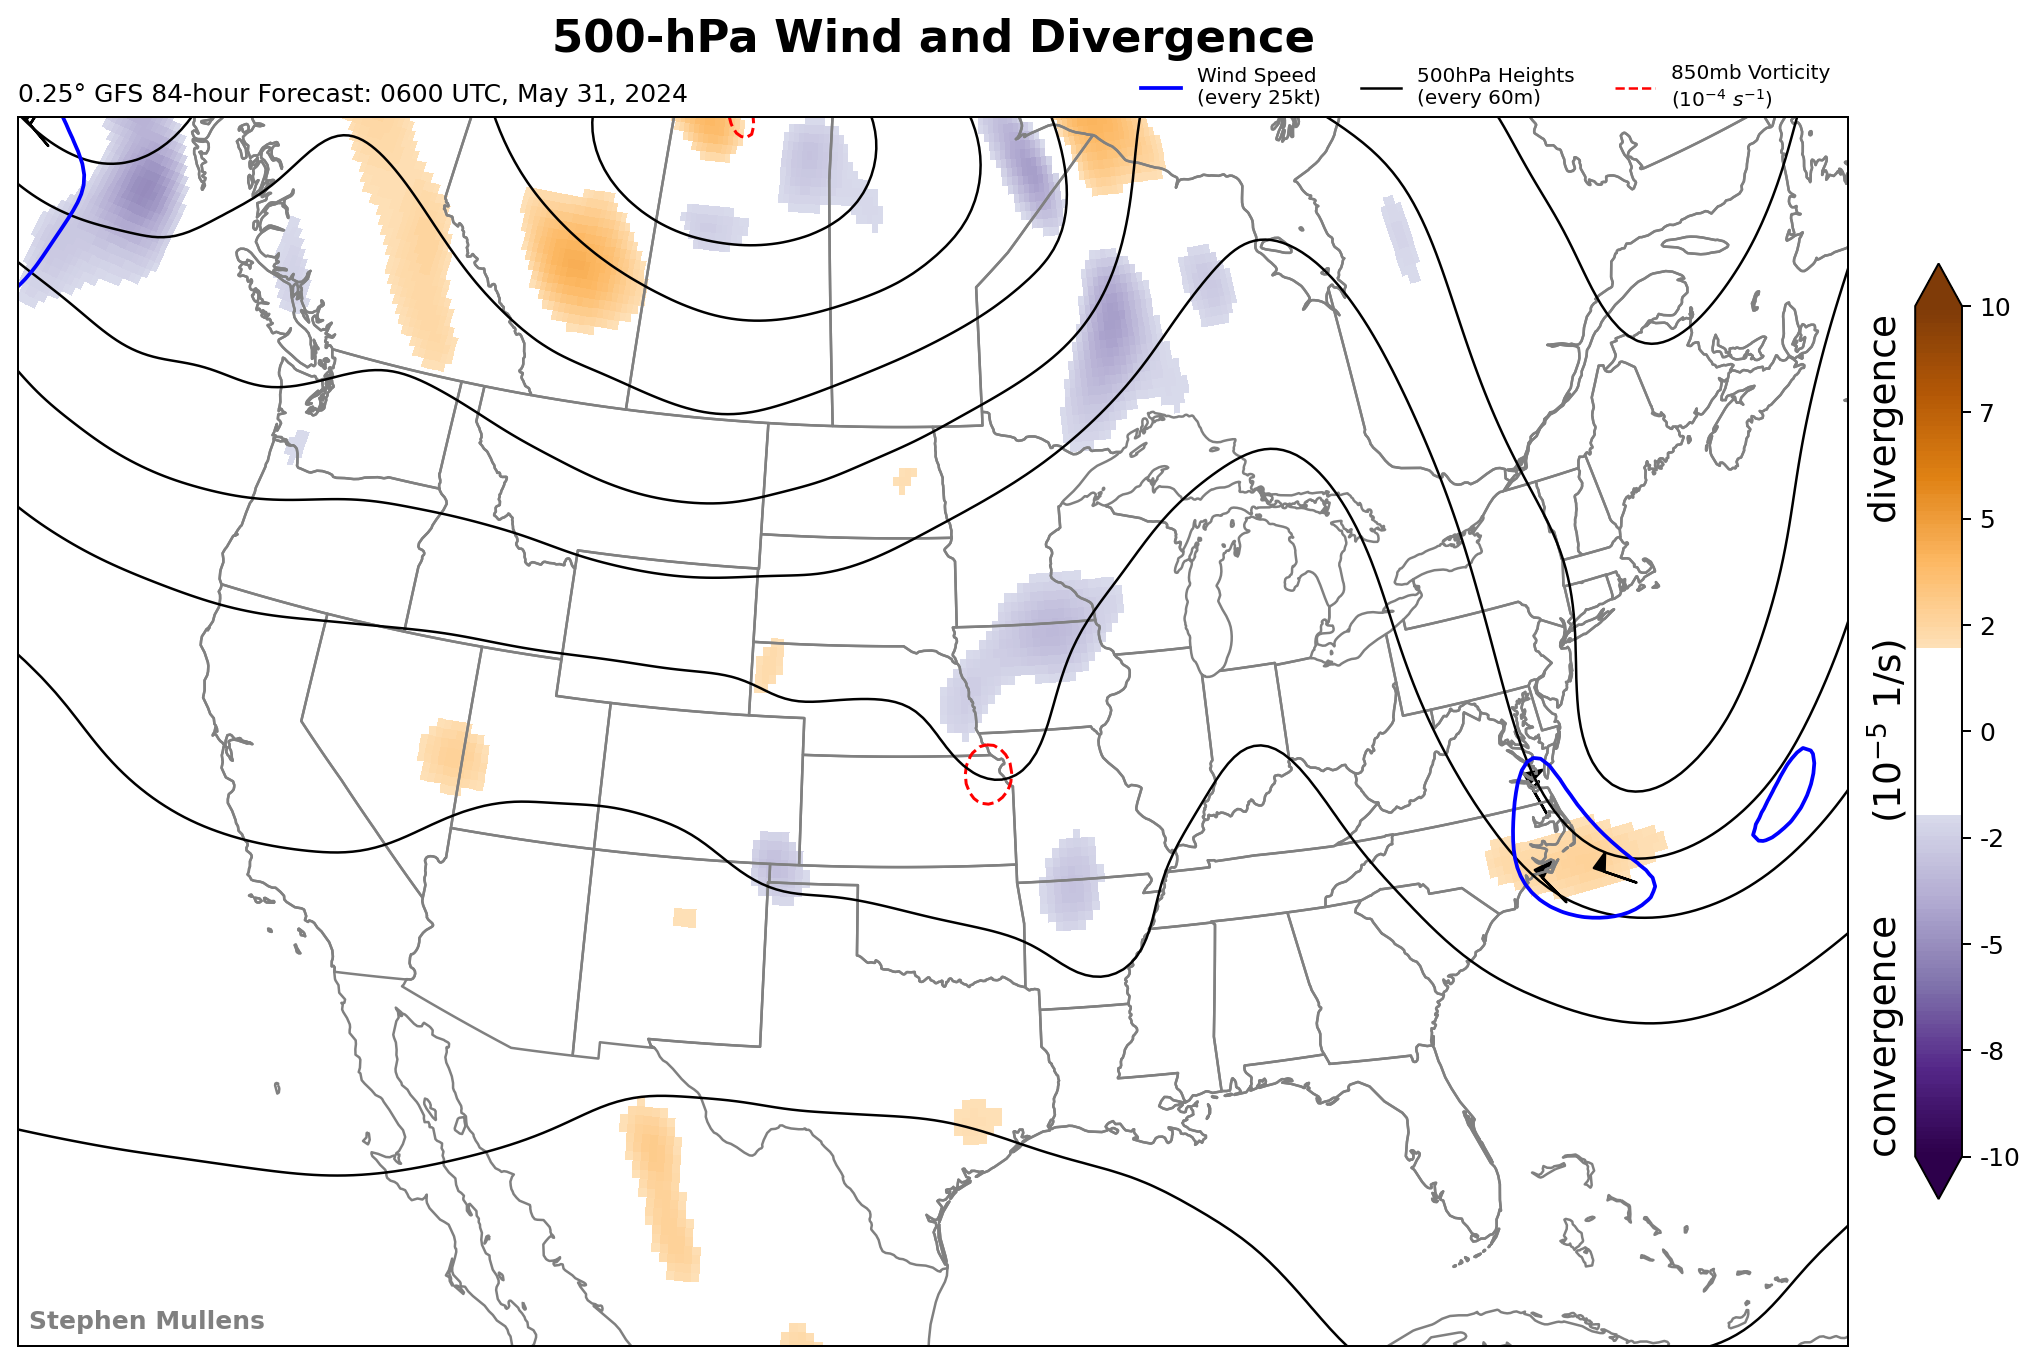 500-hPa Wind and Divergence
0.25° GFS 84-hour Forecast: 0600 UTC, May 31, 2024
Wind Speed
(every 25kt)
500hPa Heights
(every 60m)
850mb Vorticity
(10⁻⁴ s⁻¹)
10
7
5
2
0
-2
-5
-8
-10
convergence (10⁻⁵ 1/s) divergence
Stephen Mullens